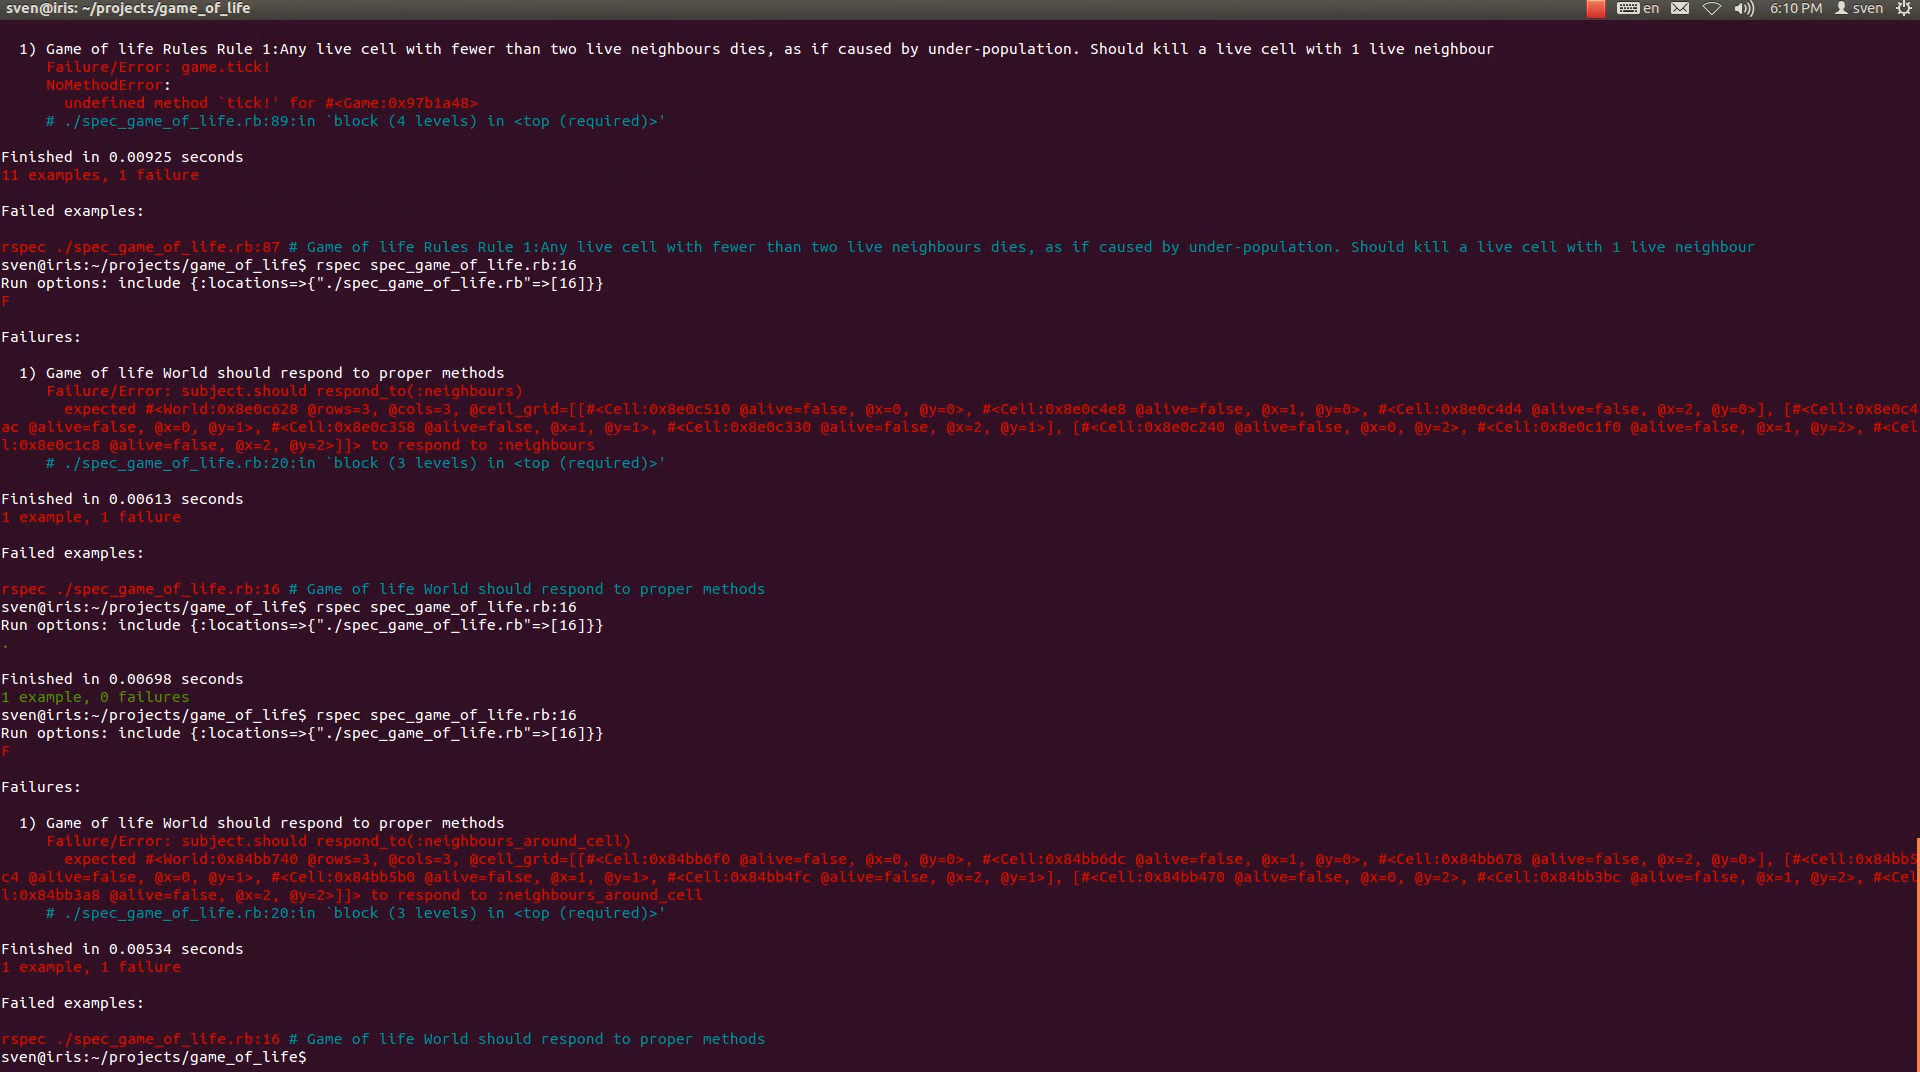 sven@iris: ~/projects/game_of_life
en 6:10 PM sven
1) Game of life Rules Rule 1:Any live cell with fewer than two live neighbours dies, as if caused by under-population. Should kill a live cell with 1 live neighbour
Failure/Error: game.tick!
NoMethodError:
undefined method `tick!' for #<Game:0x97b1a48>
# ./spec_game_of_life.rb:89:in `block (4 levels) in <top (required)>'
Finished in 0.00925 seconds
11 examples, 1 failure
Failed examples:
rspec ./spec_game_of_life.rb:87 # Game of life Rules Rule 1:Any live cell with fewer than two live neighbours dies, as if caused by under-population. Should kill a live cell with 1 live neighbour
sven@iris:~/projects/game_of_life$ rspec spec_game_of_life.rb:16
Run options: include {:locations=>{"./spec_game_of_life.rb"=>[16]}}
F
Failures:
1) Game of life World should respond to proper methods
Failure/Error: subject.should respond_to(:neighbours)
expected #<World:0x8e0c628 @rows=3, @cols=3, @cell_grid=[[#<Cell:0x8e0c510 @alive=false, @x=0, @y=0>, #<Cell:0x8e0c4e8 @alive=false, @x=1, @y=0>, #<Cell:0x8e0c4d4 @alive=false, @x=2, @y=0>], [#<Cell:0x8e0c4
ac @alive=false, @x=0, @y=1>, #<Cell:0x8e0c358 @alive=false, @x=1, @y=1>, #<Cell:0x8e0c330 @alive=false, @x=2, @y=1>], [#<Cell:0x8e0c240 @alive=false, @x=0, @y=2>, #<Cell:0x8e0c1f0 @alive=false, @x=1, @y=2>, #<Cel
l:0x8e0c1c8 @alive=false, @x=2, @y=2>]]> to respond to :neighbours
# ./spec_game_of_life.rb:20:in `block (3 levels) in <top (required)>'
Finished in 0.00613 seconds
1 example, 1 failure
Failed examples:
rspec ./spec_game_of_life.rb:16 # Game of life World should respond to proper methods
sven@iris:~/projects/game_of_life$ rspec spec_game_of_life.rb:16
Run options: include {:locations=>{"./spec_game_of_life.rb"=>[16]}}
.
Finished in 0.00698 seconds
1 example, 0 failures
sven@iris:~/projects/game_of_life$ rspec spec_game_of_life.rb:16
Run options: include {:locations=>{"./spec_game_of_life.rb"=>[16]}}
F
Failures:
1) Game of life World should respond to proper methods
Failure/Error: subject.should respond_to(:neighbours_around_cell)
expected #<World:0x84bb740 @rows=3, @cols=3, @cell_grid=[[#<Cell:0x84bb6f0 @alive=false, @x=0, @y=0>, #<Cell:0x84bb6dc @alive=false, @x=1, @y=0>, #<Cell:0x84bb678 @alive=false, @x=2, @y=0>], [#<Cell:0x84bb5
c4 @alive=false, @x=0, @y=1>, #<Cell:0x84bb5b0 @alive=false, @x=1, @y=1>, #<Cell:0x84bb4fc @alive=false, @x=2, @y=1>], [#<Cell:0x84bb470 @alive=false, @x=0, @y=2>, #<Cell:0x84bb3bc @alive=false, @x=1, @y=2>, #<Cel
l:0x84bb3a8 @alive=false, @x=2, @y=2>]]> to respond to :neighbours_around_cell
# ./spec_game_of_life.rb:20:in `block (3 levels) in <top (required)>'
Finished in 0.00534 seconds
1 example, 1 failure
Failed examples:
rspec ./spec_game_of_life.rb:16 # Game of life World should respond to proper methods
sven@iris:~/projects/game_of_life$